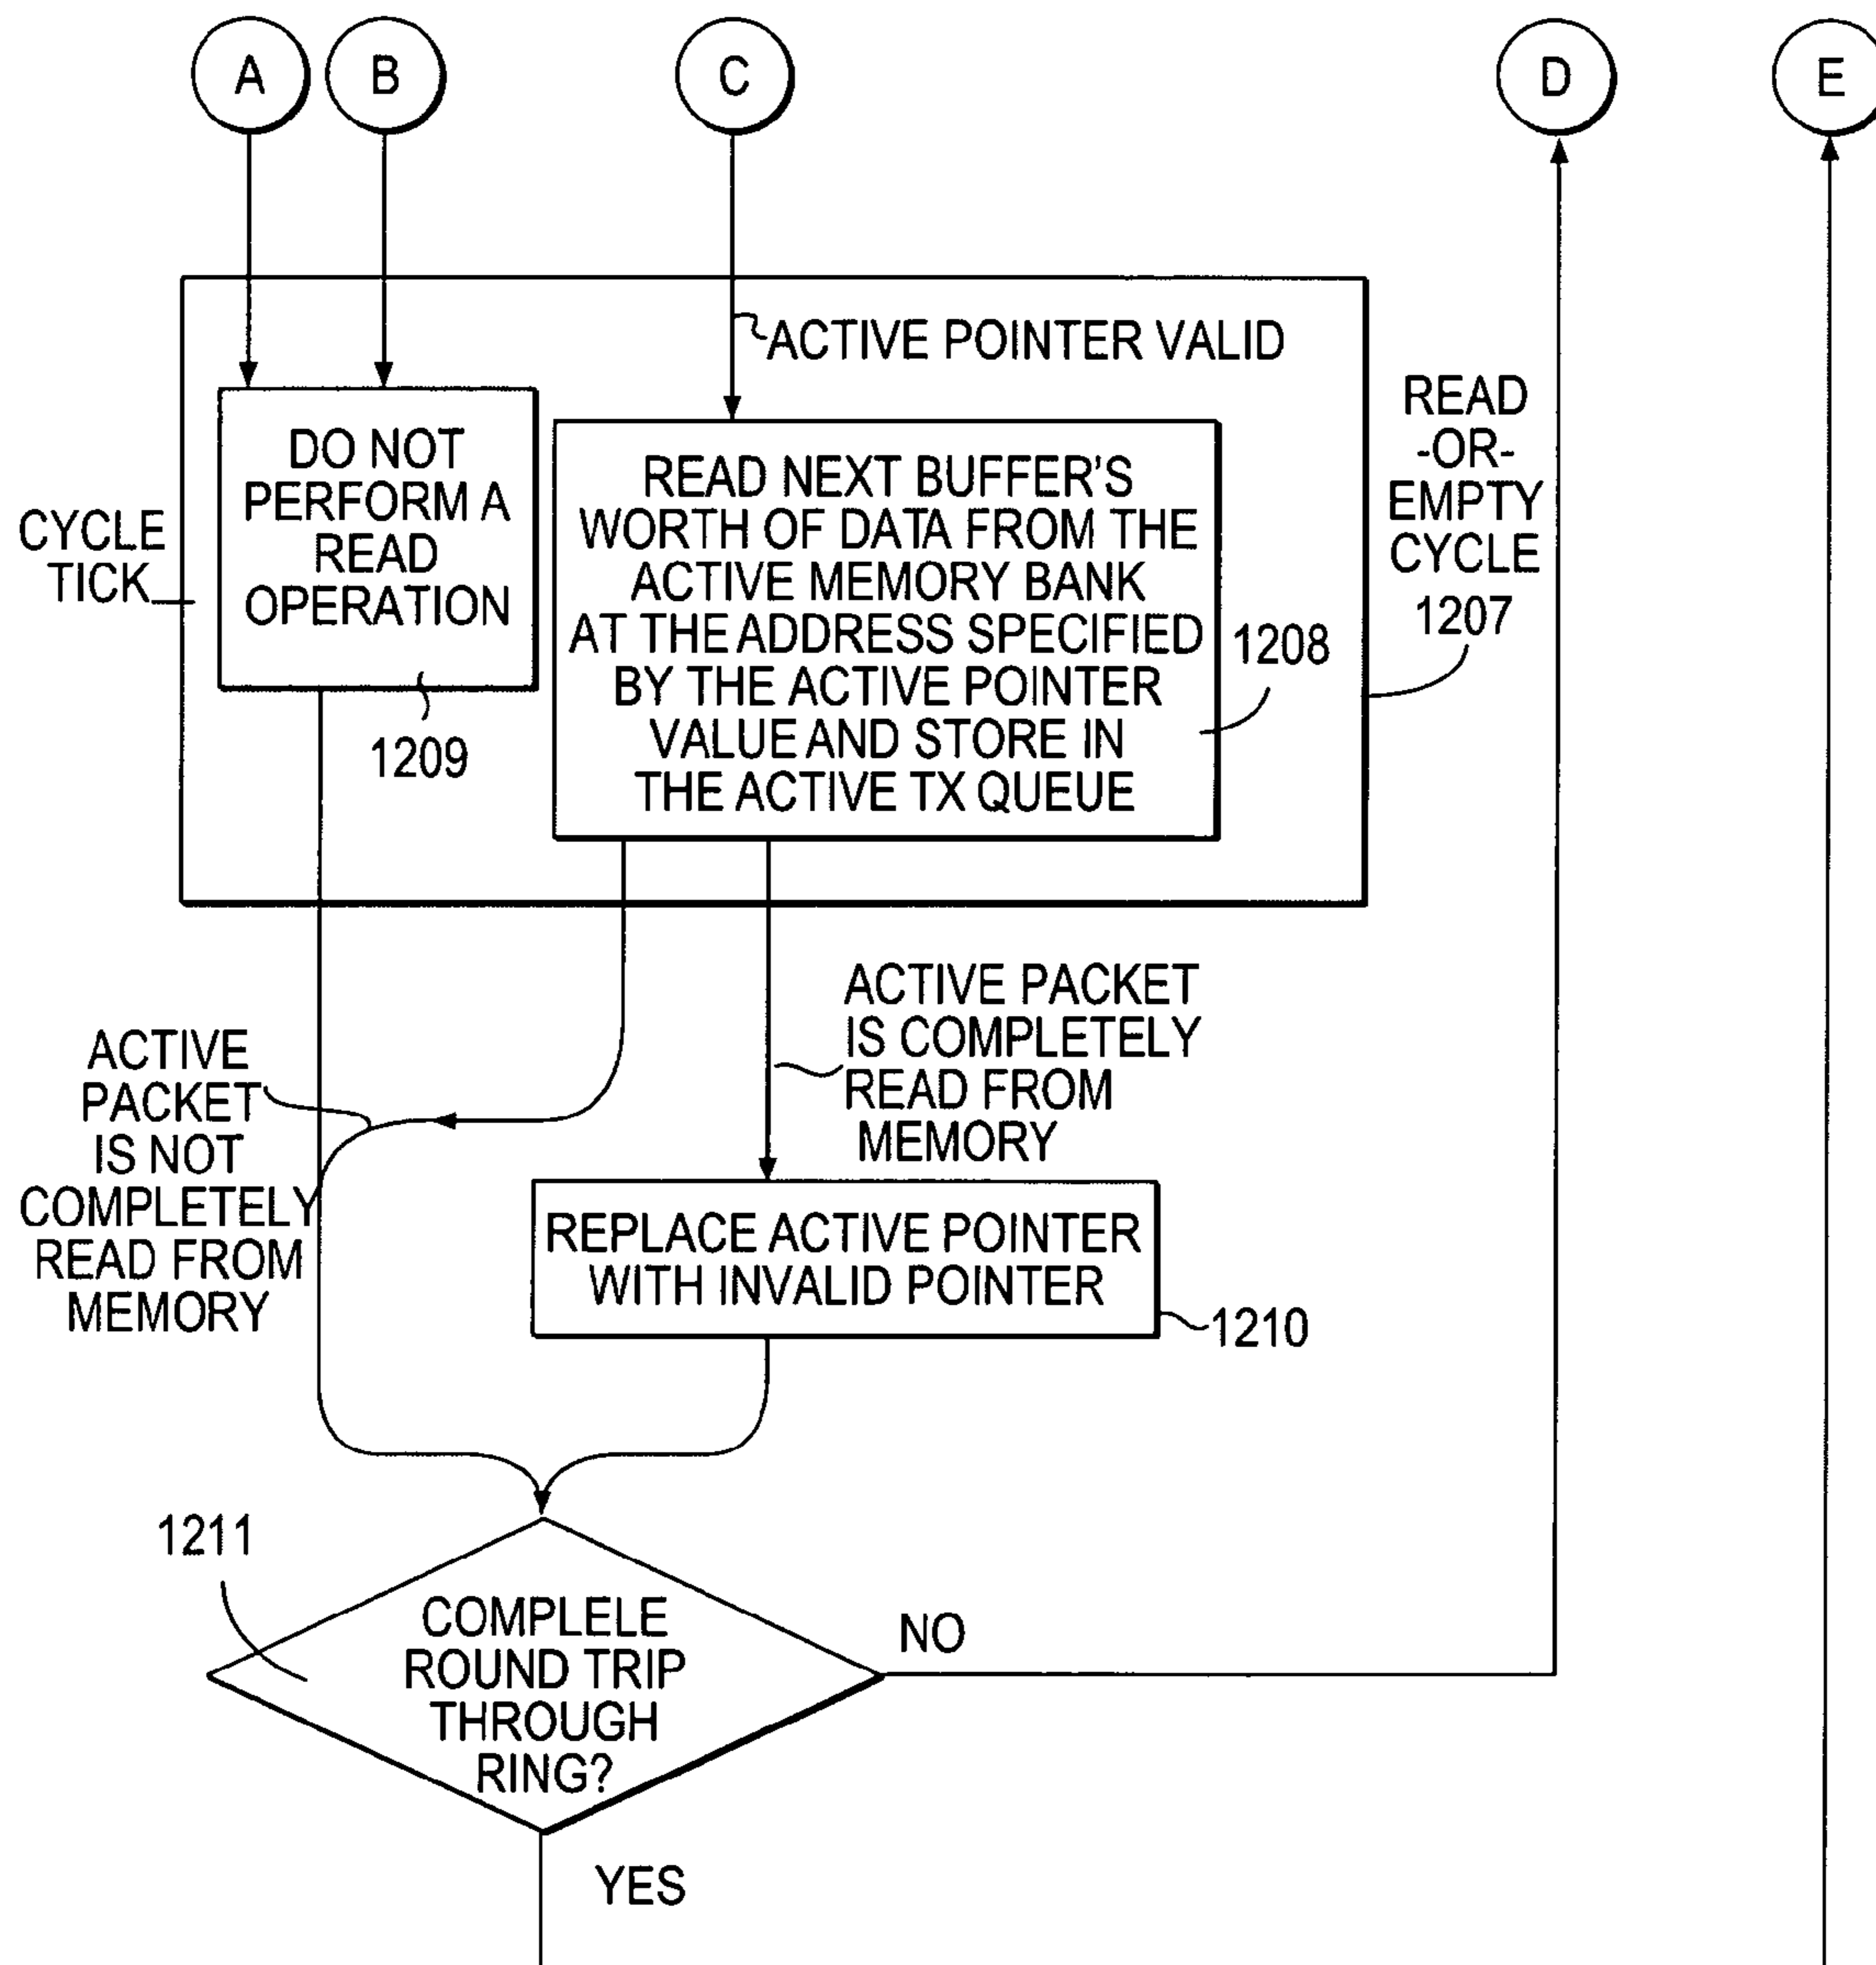 A
B
C
D
E
ACTIVE POINTER VALID
CYCLE
TICK
DO NOT
PERFORM A
READ
OPERATION
1209
READ NEXT BUFFER'S
WORTH OF DATA FROM THE
ACTIVE MEMORY BANK
AT THE ADDRESS SPECIFIED
BY THE ACTIVE POINTER
VALUE AND STORE IN
THE ACTIVE TX QUEUE
1208
READ
-OR-
EMPTY
CYCLE
1207
ACTIVE
PACKET
IS NOT
COMPLETELY
READ FROM
MEMORY
ACTIVE PACKET
IS COMPLETELY
READ FROM
MEMORY
REPLACE ACTIVE POINTER
WITH INVALID POINTER
1210
1211
COMPLELE
ROUND TRIP
THROUGH
RING?
NO
YES